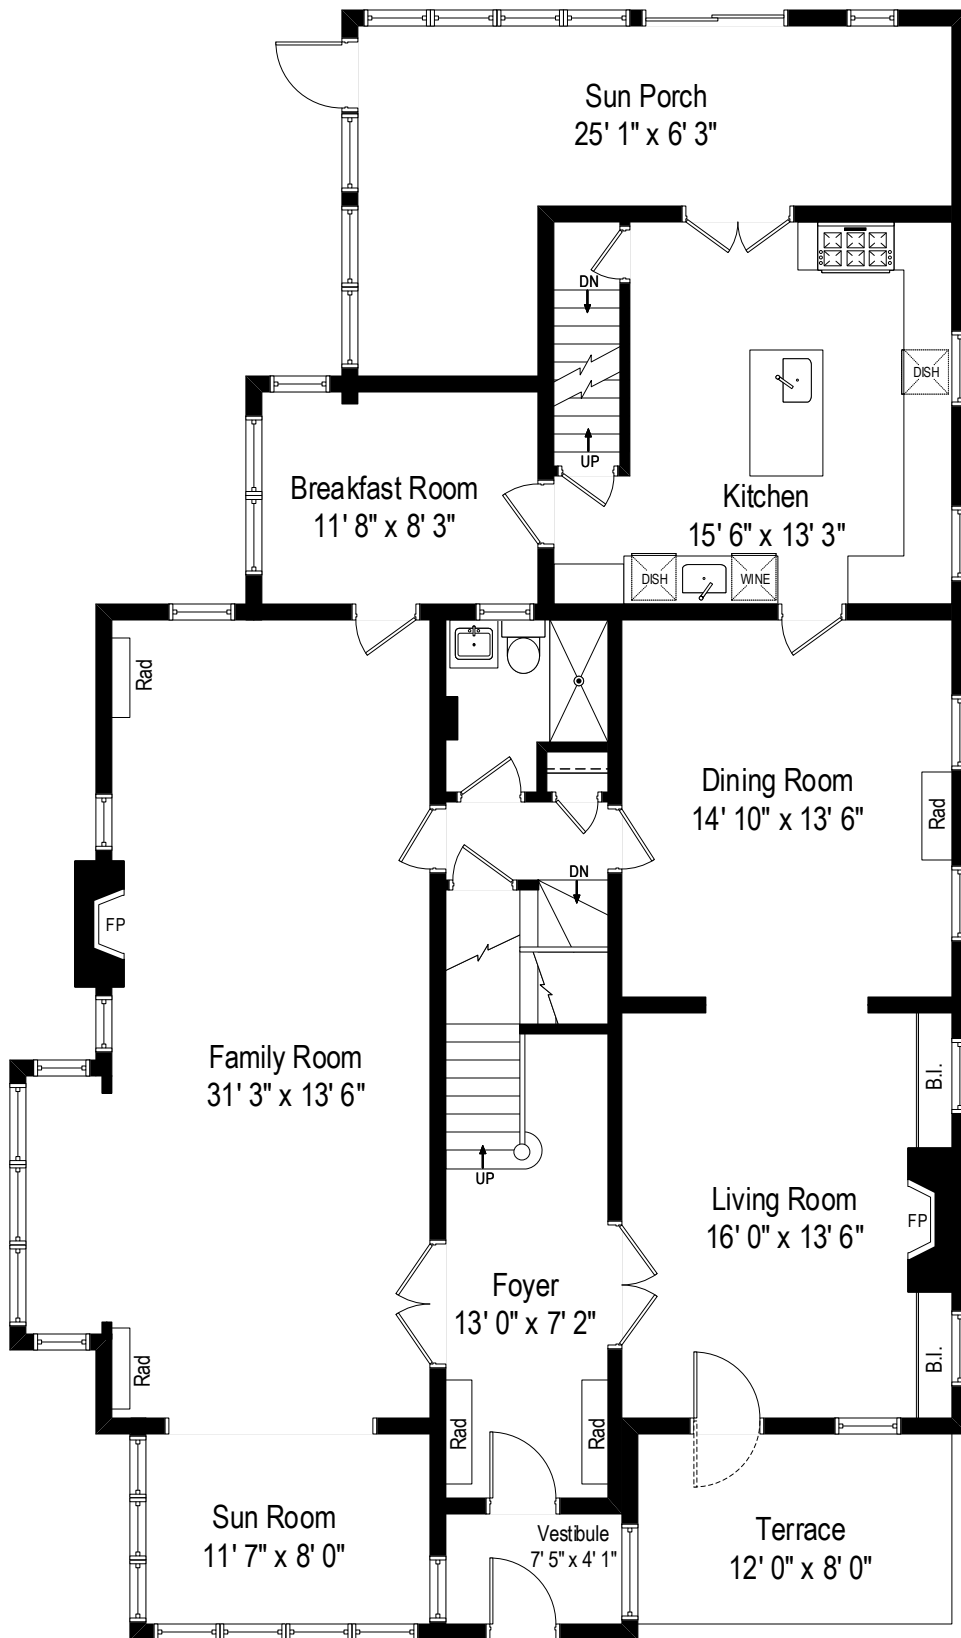 Sun Porch
25' 1" x 6' 3"
DN
DISH
UP
Breakfast Room
11' 8" x 8' 3"
Kitchen
15' 6" x 13' 3"
DISH
WINE
Rad
Dining Room
14' 10" x 13' 6"
Rad
DN
FP
Family Room
31' 3" x 13' 6"
B.I.
UP
Living Room
16' 0" x 13' 6"
FP
Foyer
13' 0" x 7' 2"
B.I.
Rad
Rad
Rad
Sun Room
11' 7" x 8' 0"
Vestibule
7' 5" x 4' 1"
Terrace
12' 0" x 8' 0"